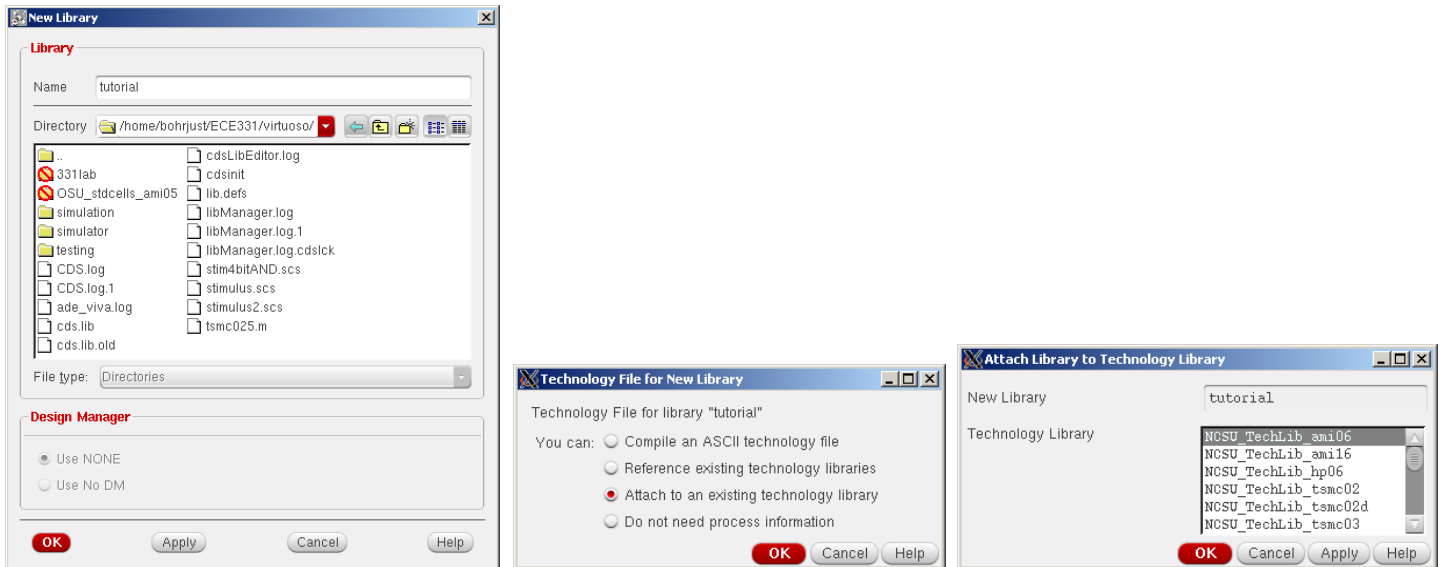 New Library
Library
Name tutorial
Directory /home/bohrjust/ECE331/virtuoso/
..
331lab
OSU_stdcells_ami05
simulation
simulator
testing
CDS.log
CDS.log.1
ade_viva.log
cds.lib
cds.lib.old
cdsLibEditor.log
cdsinit
lib.defs
libManager.log
libManager.log.1
libManager.log.cdslck
stim4bitAND.scs
stimulus.scs
stimulus2.scs
tsmc025.m
File type: Directories
Design Manager
Use NONE
Use No DM
OK Apply Cancel Help
Technology File for New Library
Technology File for library "tutorial"
You can: Compile an ASCII technology file
Reference existing technology libraries
Attach to an existing technology library
Do not need process information
OK Cancel Help
Attach Library to Technology Library
New Library tutorial
Technology Library
NCSU_TechLib_ami06
NCSU_TechLib_ami16
NCSU_TechLib_hp06
NCSU_TechLib_tsmc02
NCSU_TechLib_tsmc02d
NCSU_TechLib_tsmc03
OK Cancel Apply Help